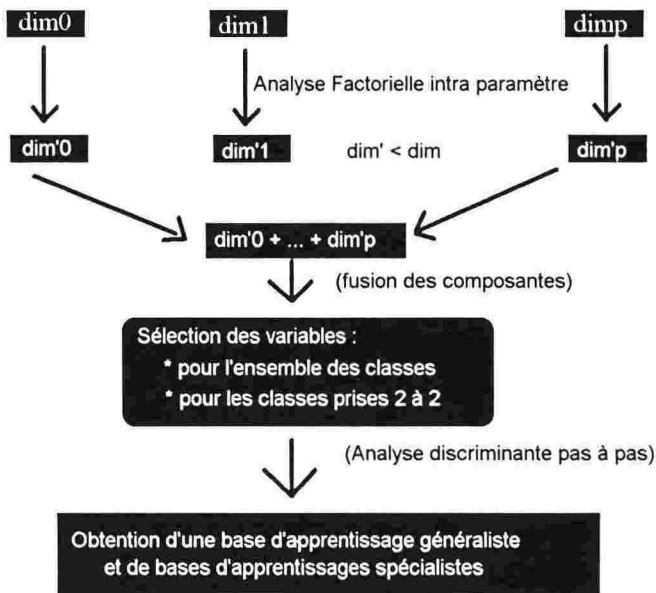 dim0 dim1 dimp
Analyse Factorielle intra paramètre
dim'0 dim'1 dim' < dim dim'p
dim'0 + ... + dim'p
(fusion des composantes)
Sélection des variables :
* pour l'ensemble des classes
* pour les classes prises 2 à 2
(Analyse discriminante pas à pas)
Obtention d'une base d'apprentissage généraliste
et de bases d'apprentissages spécialistes